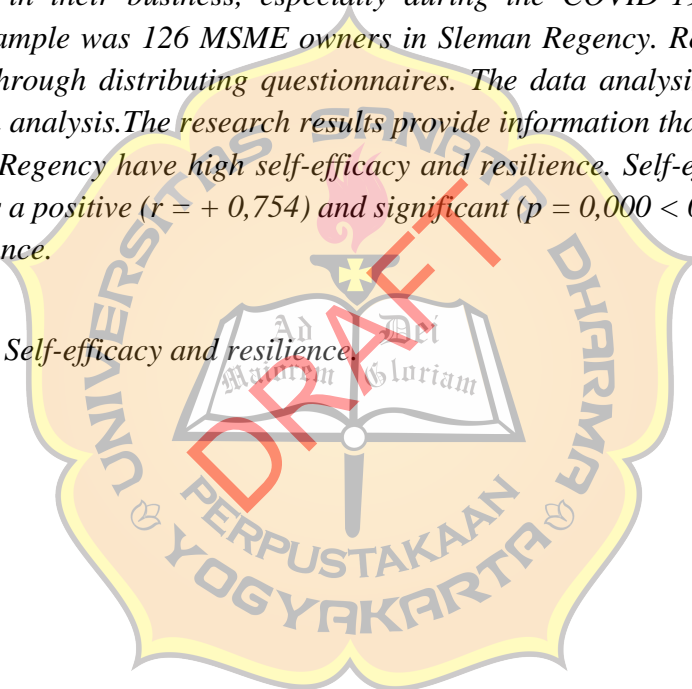 in their business, especially during the COVID-19
ample was 126 MSME owners in Sleman Regency. R
hrough distributing questionnaires. The data analysi
analysis.The research results provide information tha
Regency have high self-efficacy and resilience. Self-e
a positive (r = + 0,754) and significant (p = 0,000 <
nce.
Self-efficacy and resilience.
UNIVERSITAS SANATA DHARMA
Ad Dei
Maiorem Gloriam
DRAFT
PERPUSTAKAAN
YOGYAKARTA